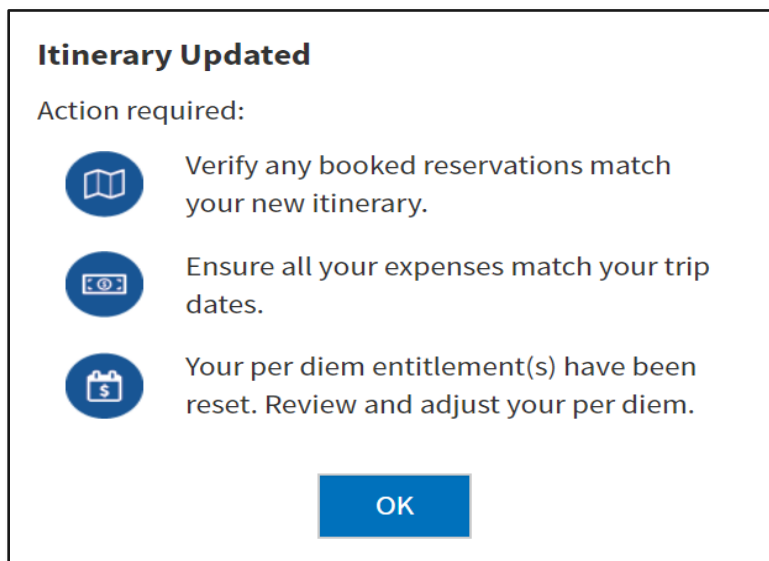 Itinerary Updated
Action required:
Verify any booked reservations match
your new itinerary.
Ensure all your expenses match your trip
dates.
Your per diem entitlement(s) have been
reset. Review and adjust your per diem.
OK